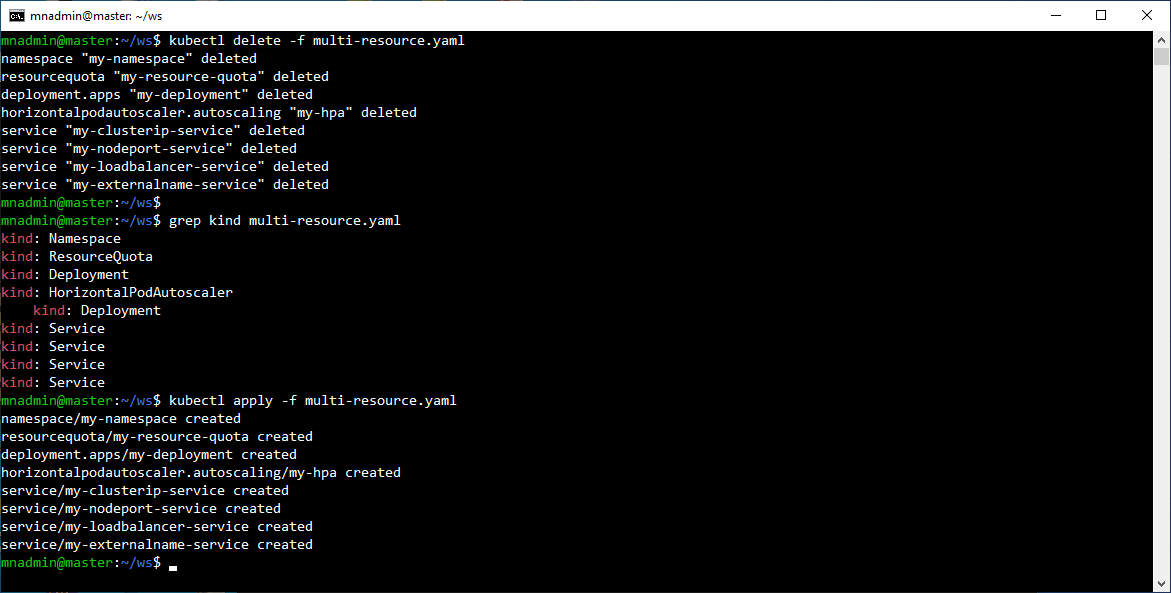 mnadmin@master: ~/ws
mnadmin@master:~/ws$ kubectl delete -f multi-resource.yaml
namespace "my-namespace" deleted
resourcequota "my-resource-quota" deleted
deployment.apps "my-deployment" deleted
horizontalpodautoscaler.autoscaling "my-hpa" deleted
service "my-clusterip-service" deleted
service "my-nodeport-service" deleted
service "my-loadbalancer-service" deleted
service "my-externalname-service" deleted
mnadmin@master:~/ws$
mnadmin@master:~/ws$ grep kind multi-resource.yaml
kind: Namespace
kind: ResourceQuota
kind: Deployment
kind: HorizontalPodAutoscaler
    kind: Deployment
kind: Service
kind: Service
kind: Service
kind: Service
mnadmin@master:~/ws$ kubectl apply -f multi-resource.yaml
namespace/my-namespace created
resourcequota/my-resource-quota created
deployment.apps/my-deployment created
horizontalpodautoscaler.autoscaling/my-hpa created
service/my-clusterip-service created
service/my-nodeport-service created
service/my-loadbalancer-service created
service/my-externalname-service created
mnadmin@master:~/ws$